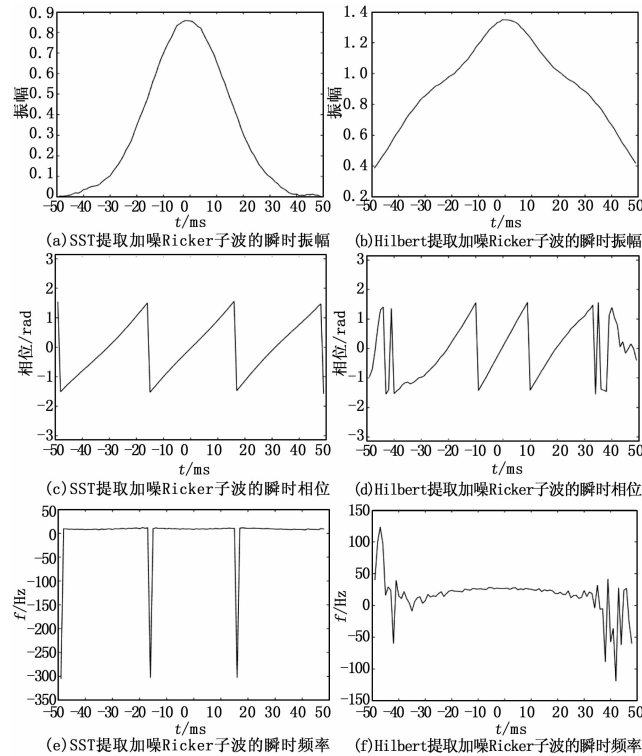 0.9
0.8
0.7
0.6
0.5
0.4
0.3
0.2
0.1
0
振幅
-50 -40 -30 -20 -10 0 10 20 30 40 50
t/ms
(a)SST提取加噪Ricker子波的瞬时振幅
1.4
1.2
1.0
0.8
0.6
0.4
0.2
振幅
-50 -40 -30 -20 -10 0 10 20 30 40 50
t/ms
(b)Hilbert提取加噪Ricker子波的瞬时振幅
3
2
1
0
-1
-2
-3
相位/rad
-50 -40 -30 -20 -10 0 10 20 30 40 50
t/ms
(c)SST提取加噪Ricker子波的瞬时相位
3
2
1
0
-1
-2
-3
相位/rad
-50 -40 -30 -20 -10 0 10 20 30 40 50
t/ms
(d)Hilbert提取加噪Ricker子波的瞬时相位
50
0
-50
-100
-150
-200
-250
-300
-350
f/Hz
-50 -40 -30 -20 -10 0 10 20 30 40 50
t/ms
(e)SST提取加噪Ricker子波的瞬时频率
150
100
50
0
-50
-100
-150
f/Hz
-50 -40 -30 -20 -10 0 10 20 30 40 50
t/ms
(f)Hilbert提取加噪Ricker子波的瞬时频率